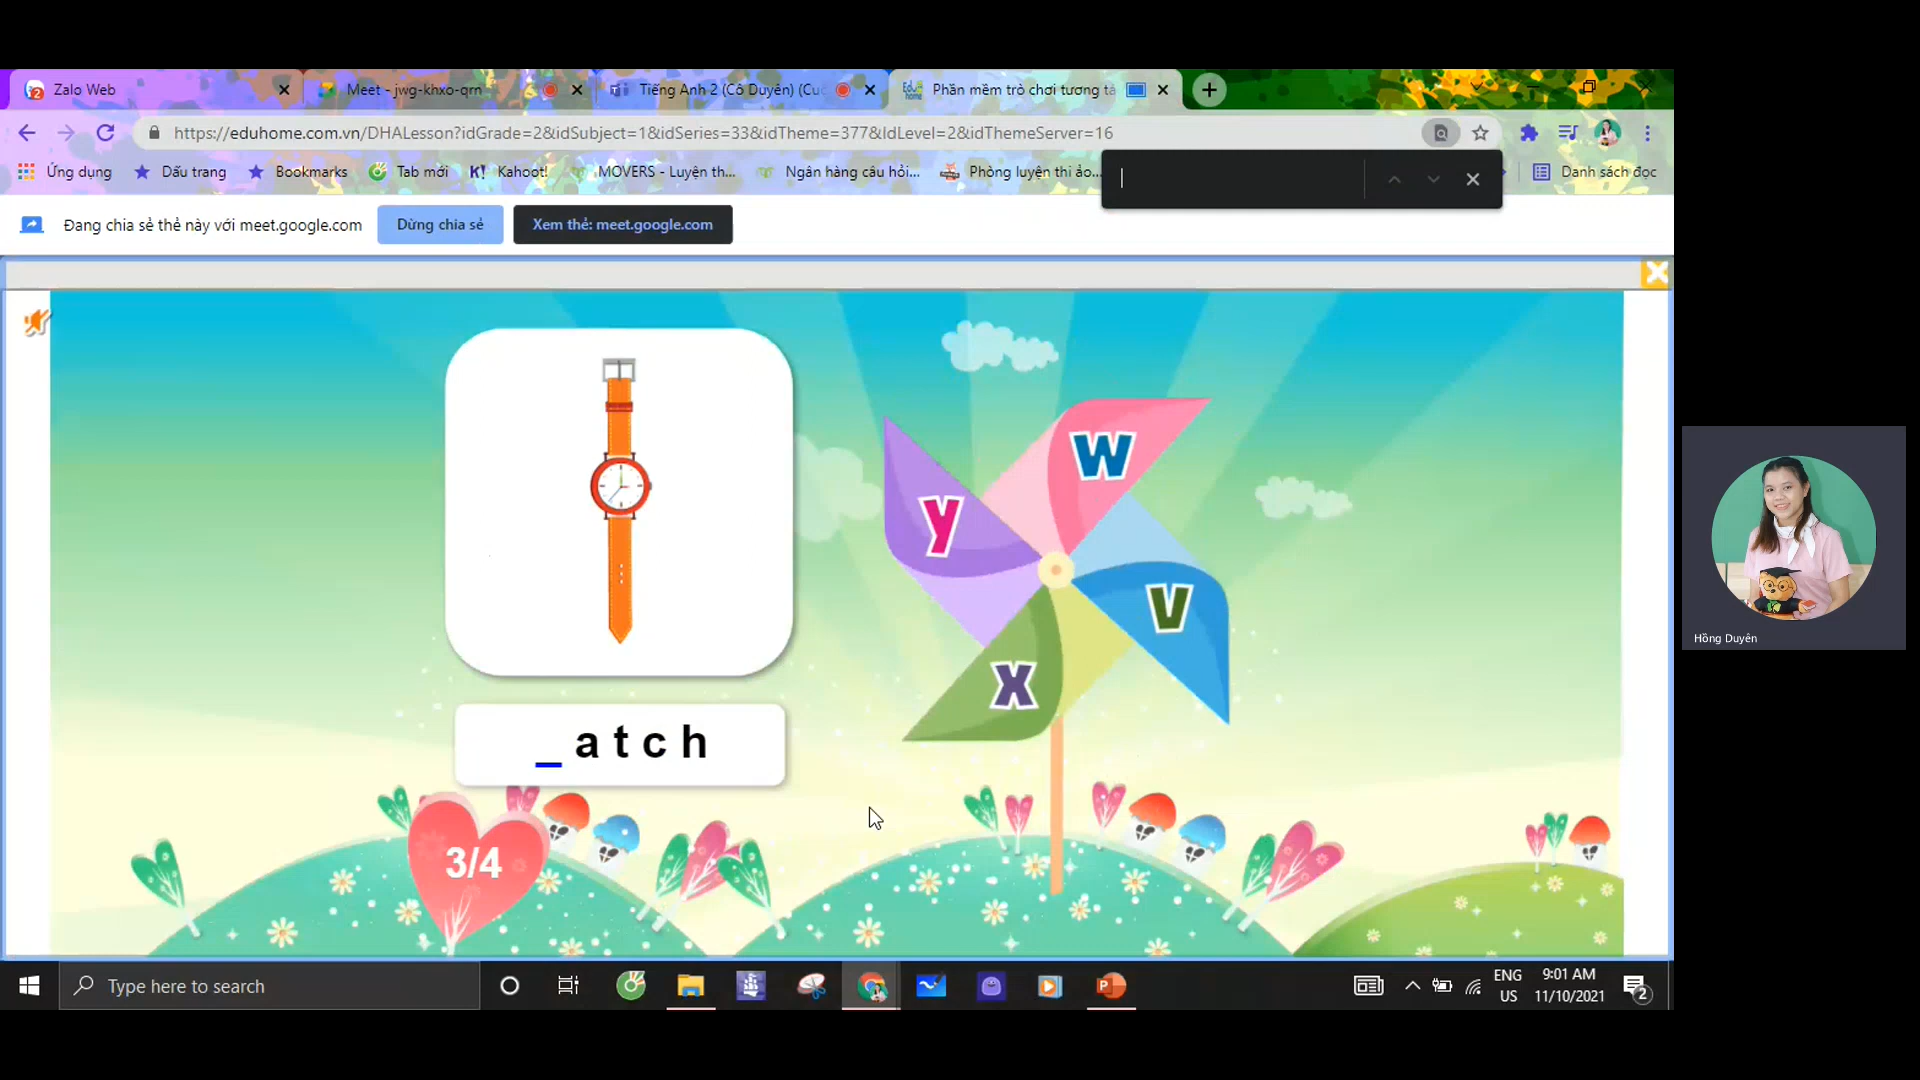 Zalo Web
Meet - jwg-khxo-qrn
Tiếng Anh 2 (Cô Duyên) (Cuộ
Phần mềm trò chơi tương tá
https://eduhome.com.vn/DHALesson?idGrade=2&idSubject=1&idSeries=33&idTheme=377&IdLevel=2&idThemeServer=16
Ứng dụng
Dấu trang
Bookmarks
Tab mới
K! Kahoot!
MOVERS - Luyện th...
Ngân hàng câu hỏi...
Phòng luyện thi ảo...
Danh sách đọc
Đang chia sẻ thẻ này với meet.google.com
Dừng chia sẻ
Xem thẻ: meet.google.com
w
y
v
x
_ a t c h
3/4
Hồng Duyên
Type here to search
ENG
US
9:01 AM
11/10/2021
2